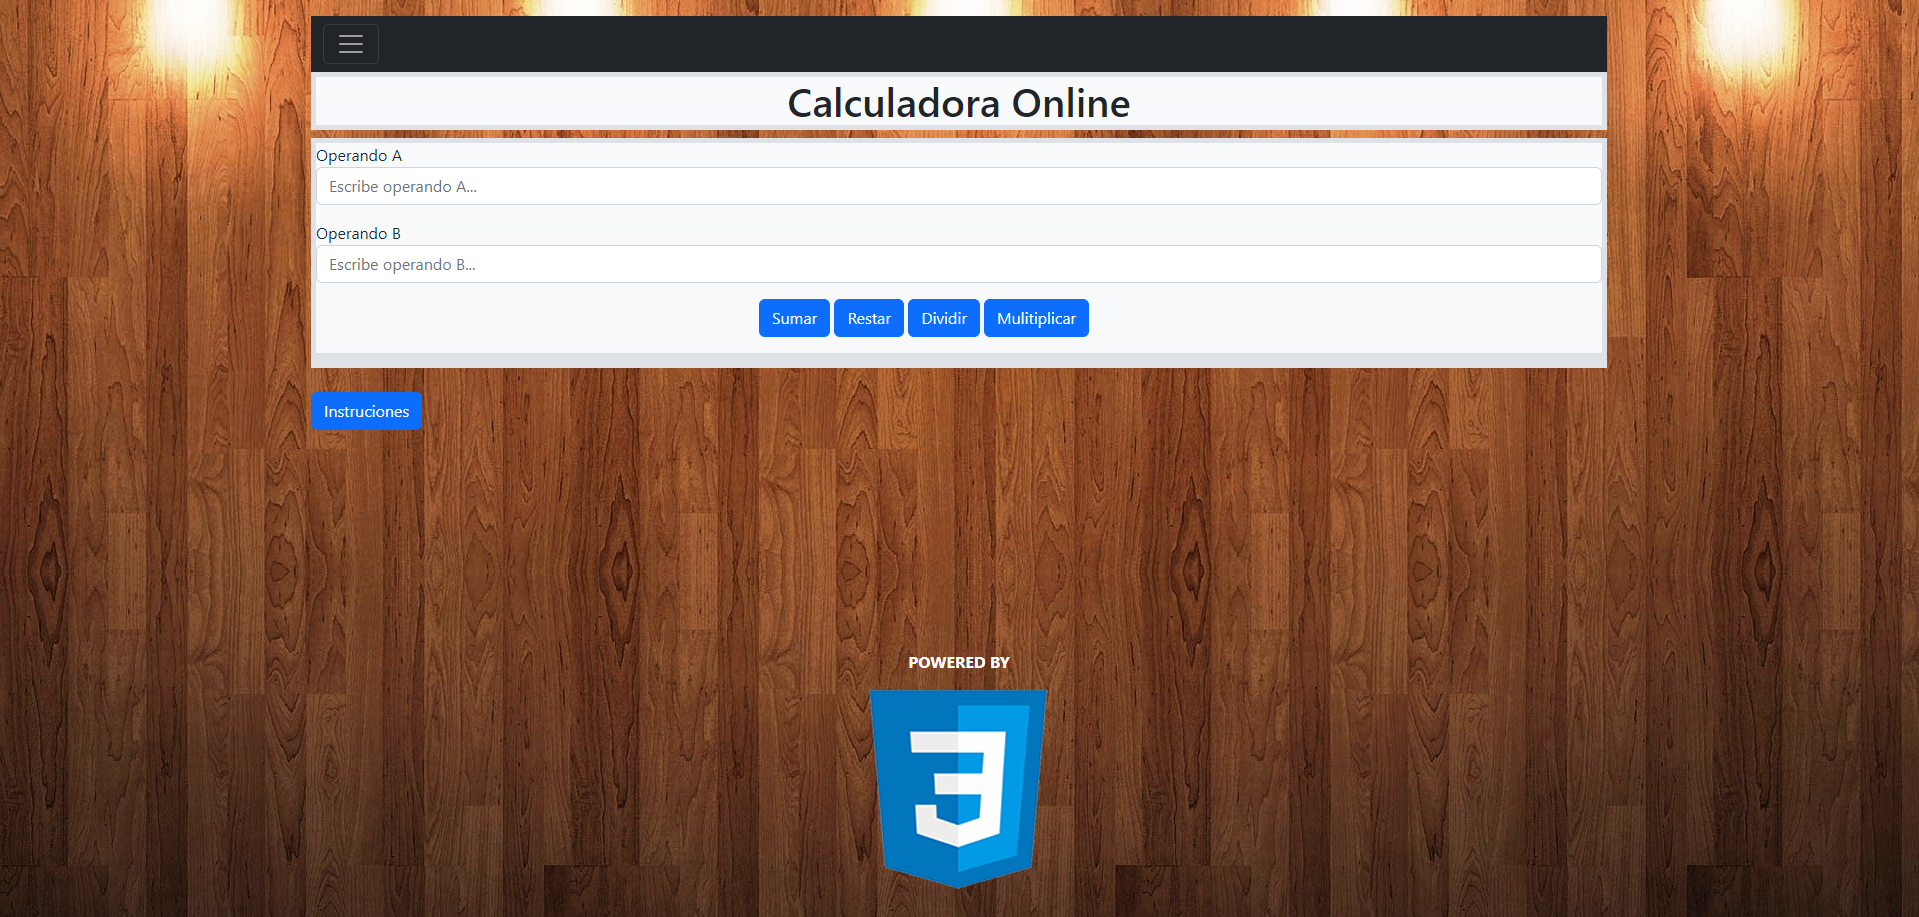 Calculadora Online
Operando A
Escribe operando A...
Operando B
Escribe operando B...
Sumar Restar Dividir Mulitiplicar
Instruciones
POWERED BY
3